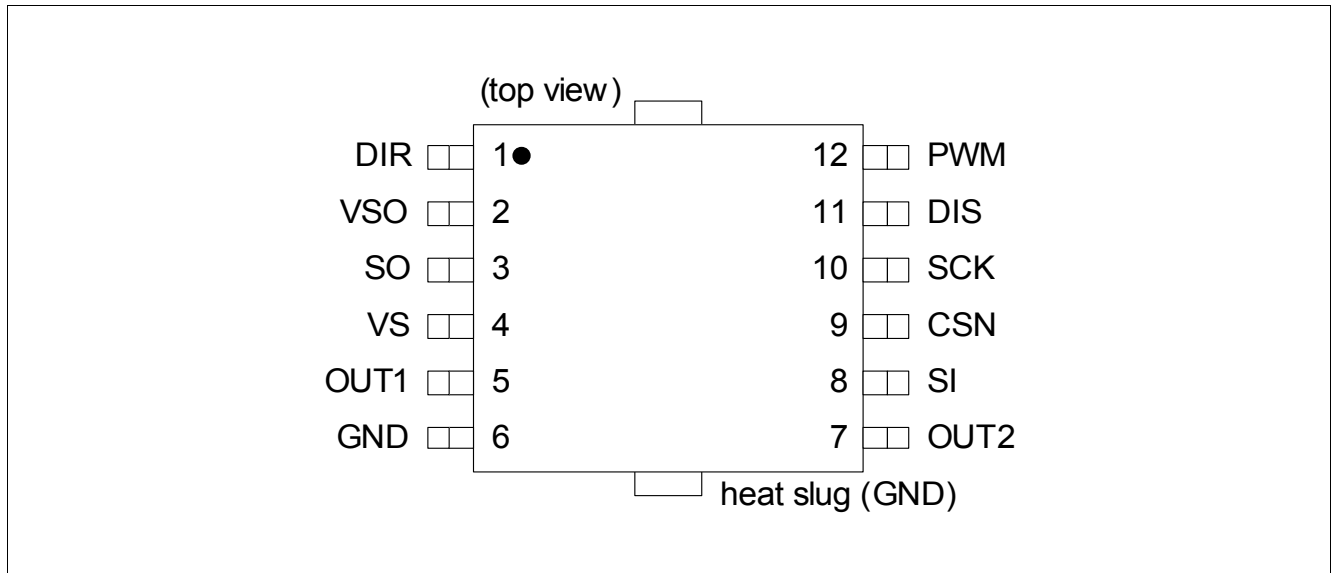 (top view)
DIR 1 12 PWM
VSO 2 11 DIS
SO 3 10 SCK
VS 4 9 CSN
OUT1 5 8 SI
GND 6 7 OUT2
heat slug (GND)